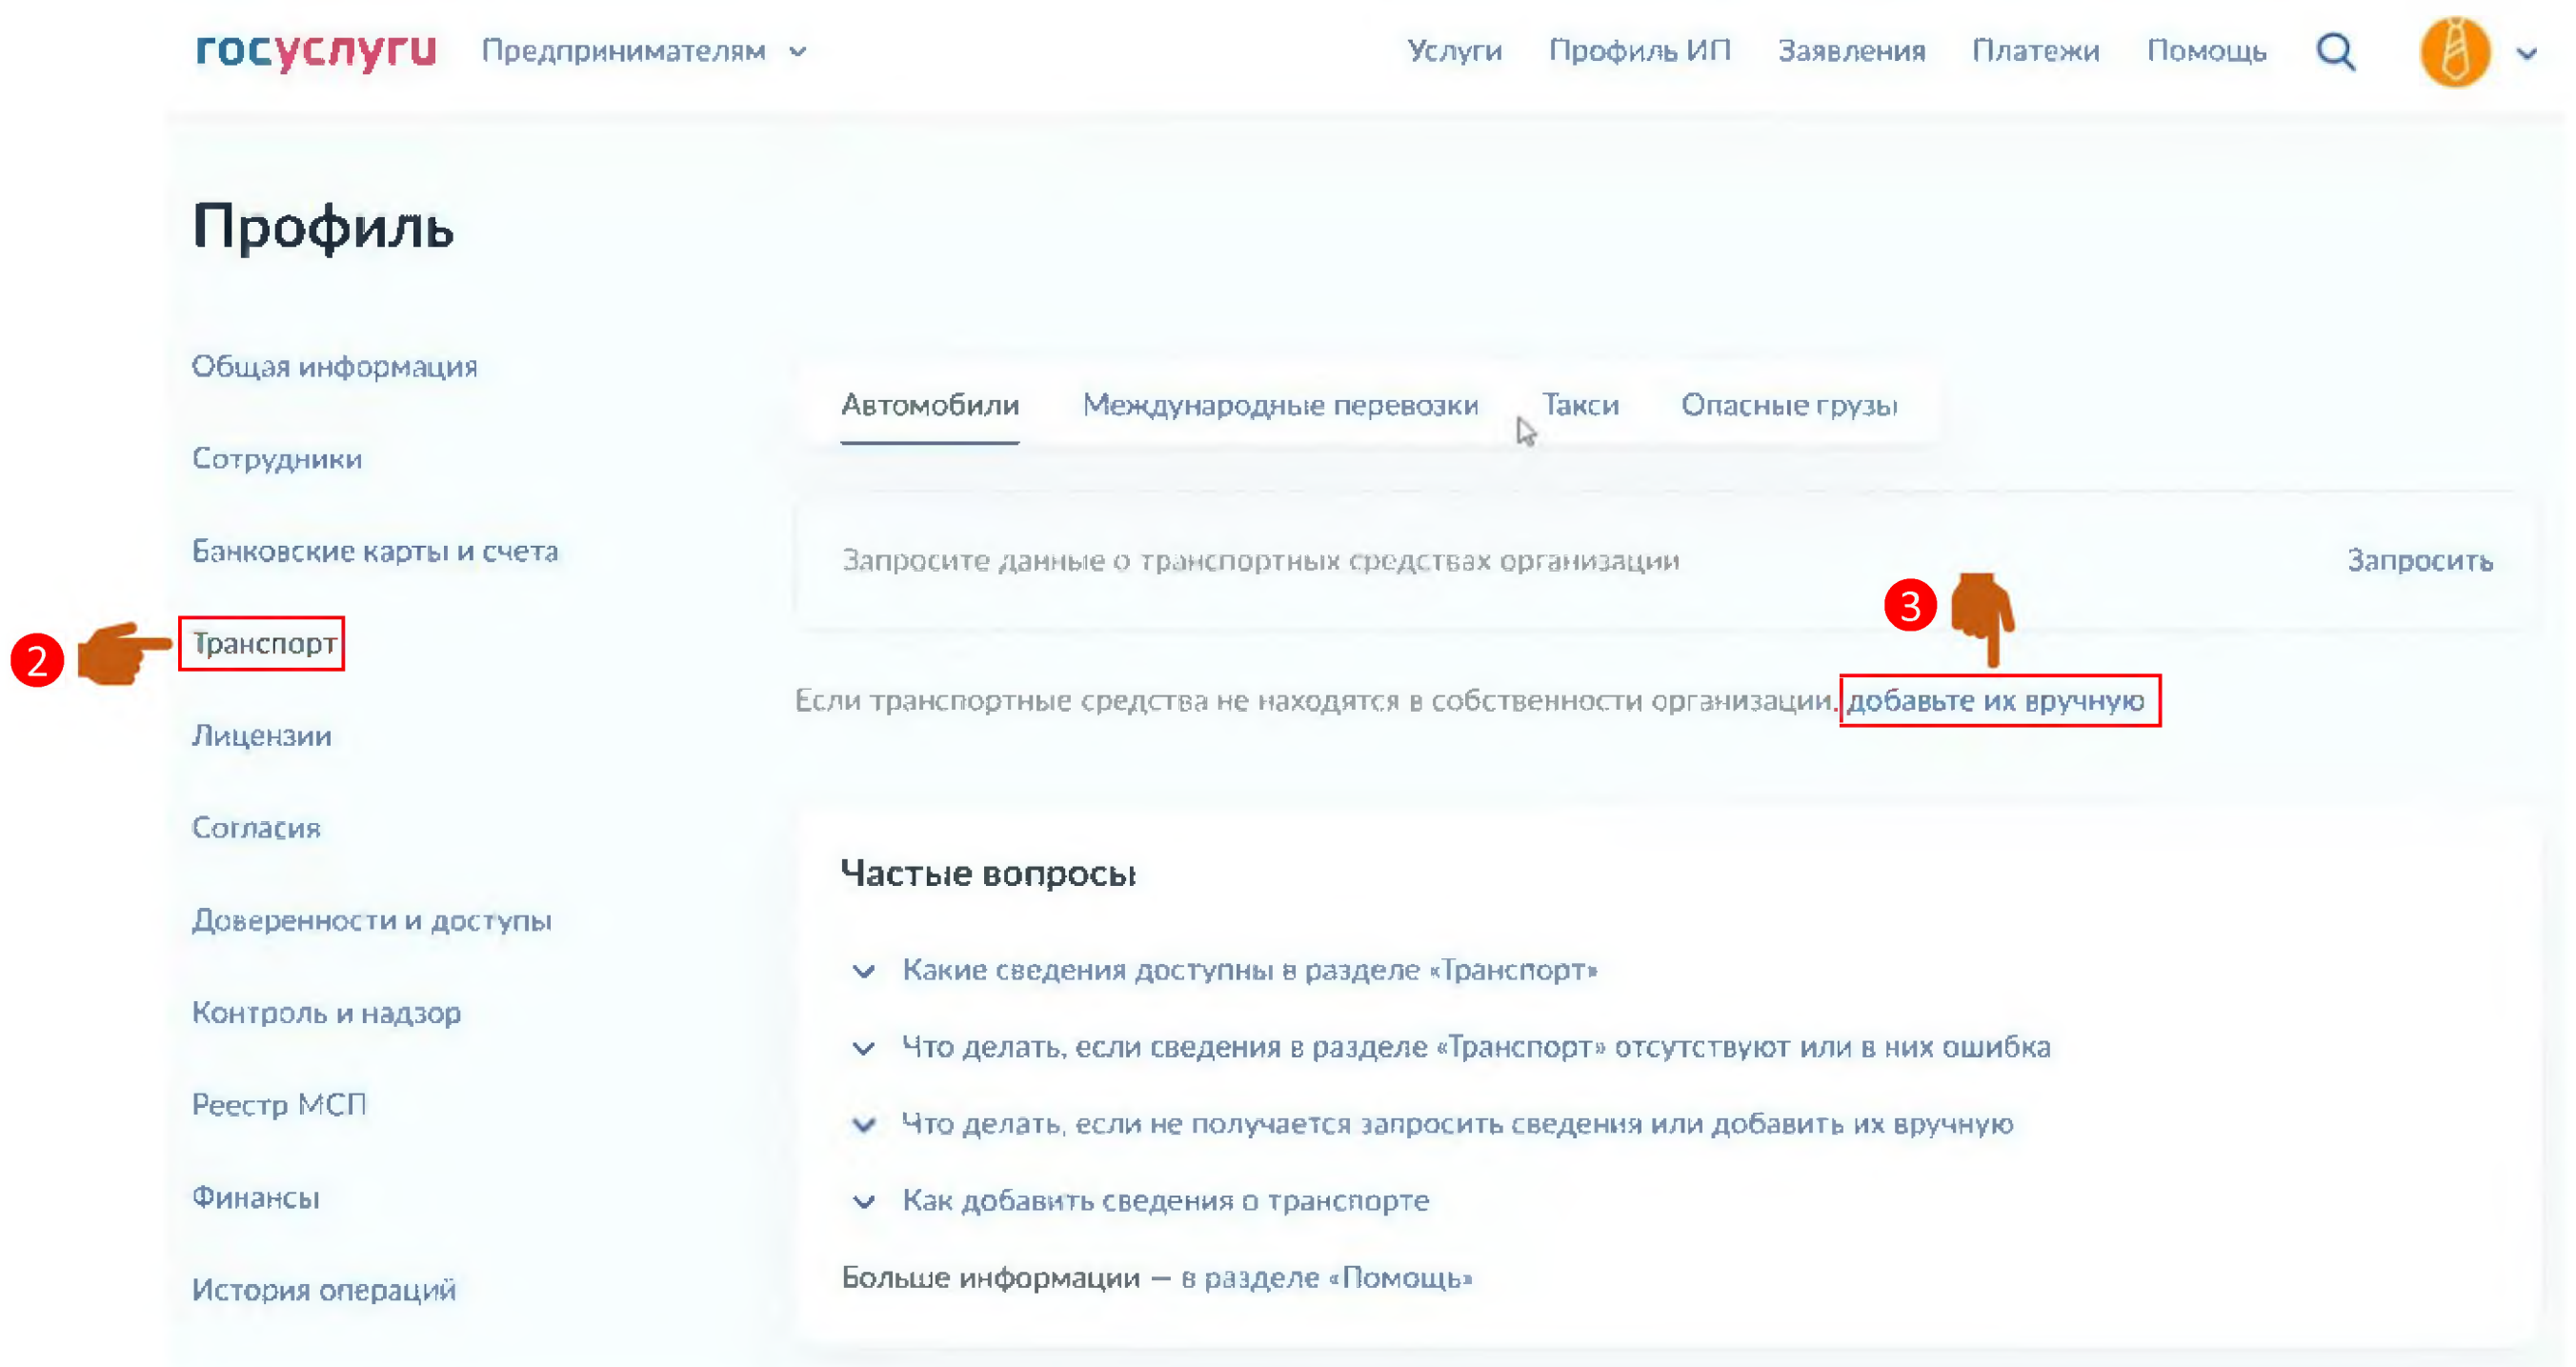 госуслуги Предпринимателям Услуги Профиль ИП Заявления Платежи Помощь
Профиль
Общая информация
Сотрудники
Банковские карты и счета
2 Транспорт
Лицензии
Согласия
Доверенности и доступы
Контроль и надзор
Реестр МСП
Финансы
История операций
Автомобили Международные перевозки Такси Опасные грузы
Запросите данные о транспортных средствах организации Запросить
3
Если транспортные средства не находятся в собственности организации, добавьте их вручную
Частые вопросы
Какие сведения доступны в разделе «Транспорт»
Что делать, если сведения в разделе «Транспорт» отсутствуют или в них ошибка
Что делать, если не получается запросить сведения или добавить их вручную
Как добавить сведения о транспорте
Больше информации — в разделе «Помощь»